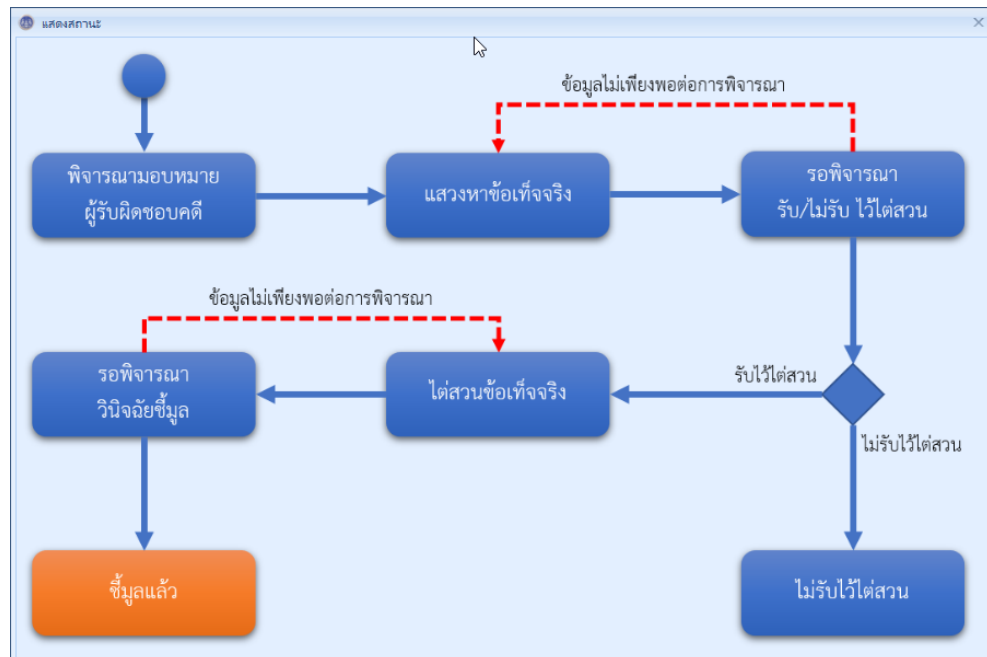 แสดงสถานะ
ข้อมูลไม่เพียงพอต่อการพิจารณา
พิจารณามอบหมาย
ผู้รับผิดชอบคดี
แสวงหาข้อเท็จจริง
รอพิจารณา
รับ/ไม่รับ ไว้ไต่สวน
ข้อมูลไม่เพียงพอต่อการพิจารณา
รอพิจารณา
วินิจฉัยชี้มูล
ไต่สวนข้อเท็จจริง
รับไว้ไต่สวน
ไม่รับไว้ไต่สวน
ชี้มูลแล้ว
ไม่รับไว้ไต่สวน